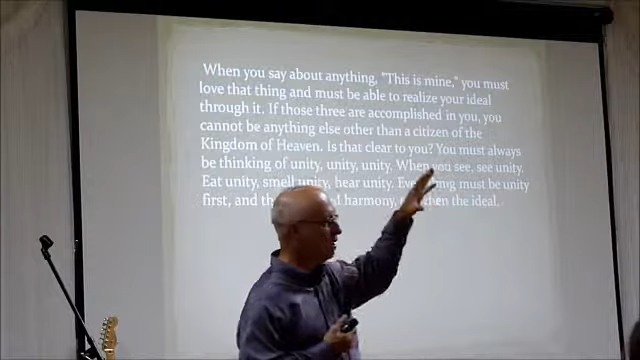 When you say about anything, "This is mine," you must
love that thing and must be able to realize your ideal
through it. If those three are accomplished in you, you
cannot be anything else other than a citizen of the
Kingdom of Heaven. Is that clear to you? You must always
be thinking of unity, unity, unity. When you see, see unity.
Eat unity, smell unity, hear unity. must be unity
first, and harmony, then the ideal.